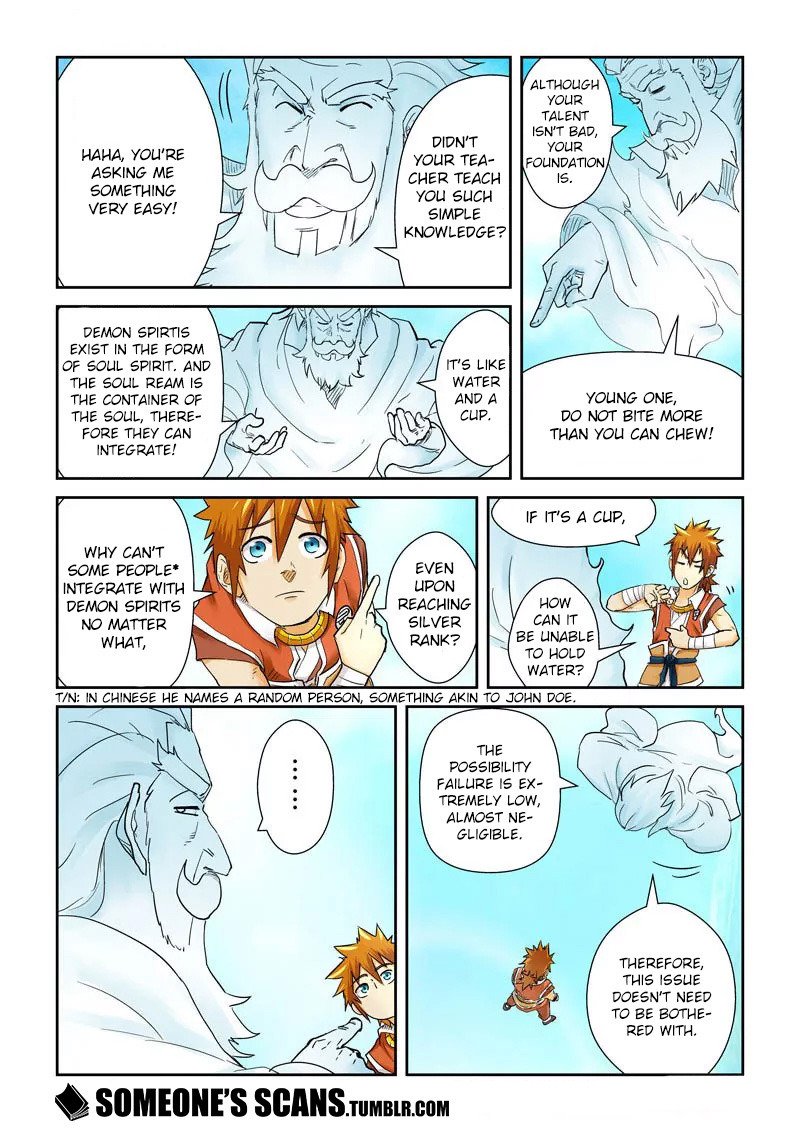 HAHA, YOU'RE
ASKING ME
SOMETHING
VERY EASY!
DIDN'T
YOUR TEA-
CHER TEACH
YOU SUCH
SIMPLE
KNOWLEDGE?
ALTHOUGH
YOUR
TALENT
ISN'T BAD,
YOUR
FOUNDATION
IS.
YOUNG ONE,
DO NOT BITE MORE
THAN YOU CAN CHEW!
DEMON SPIRTIS
EXIST IN THE FORM
OF SOUL SPIRIT. AND
THE SOUL REAM IS
THE CONTAINER OF
THE SOUL, THERE-
FORE THEY CAN
INTEGRATE!
IT'S LIKE
WATER
AND A
CUP.
WHY CAN'T
SOME PEOPLE*
INTEGRATE WITH
DEMON SPIRITS
NO MATTER
WHAT,
EVEN
UPON
REACHING
SILVER
RANK?
IF IT'S A CUP,
HOW
CAN IT
BE UNABLE
TO HOLD
WATER?
T/N: IN CHINESE HE NAMES A RANDOM PERSON, SOMETHING AKIN TO JOHN DOE.
.....
THE
POSSIBILITY
FAILURE IS EX-
TREMELY LOW,
ALMOST NE-
GLIGIBLE.
THEREFORE,
THIS ISSUE
DOESN'T NEED
TO BE BOTHE-
RED WITH.
SOMEONE'S SCANS.TUMBLR.COM